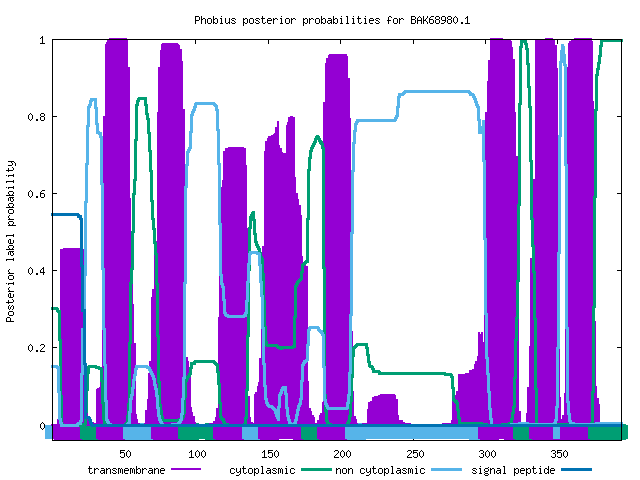 Phobius posterior probabilities for BAK68980.1
Posterior label probability
1
0.8
0.6
0.4
0.2
0
50 100 150 200 250 300 350
transmembrane cytoplasmic non cytoplasmic signal peptide